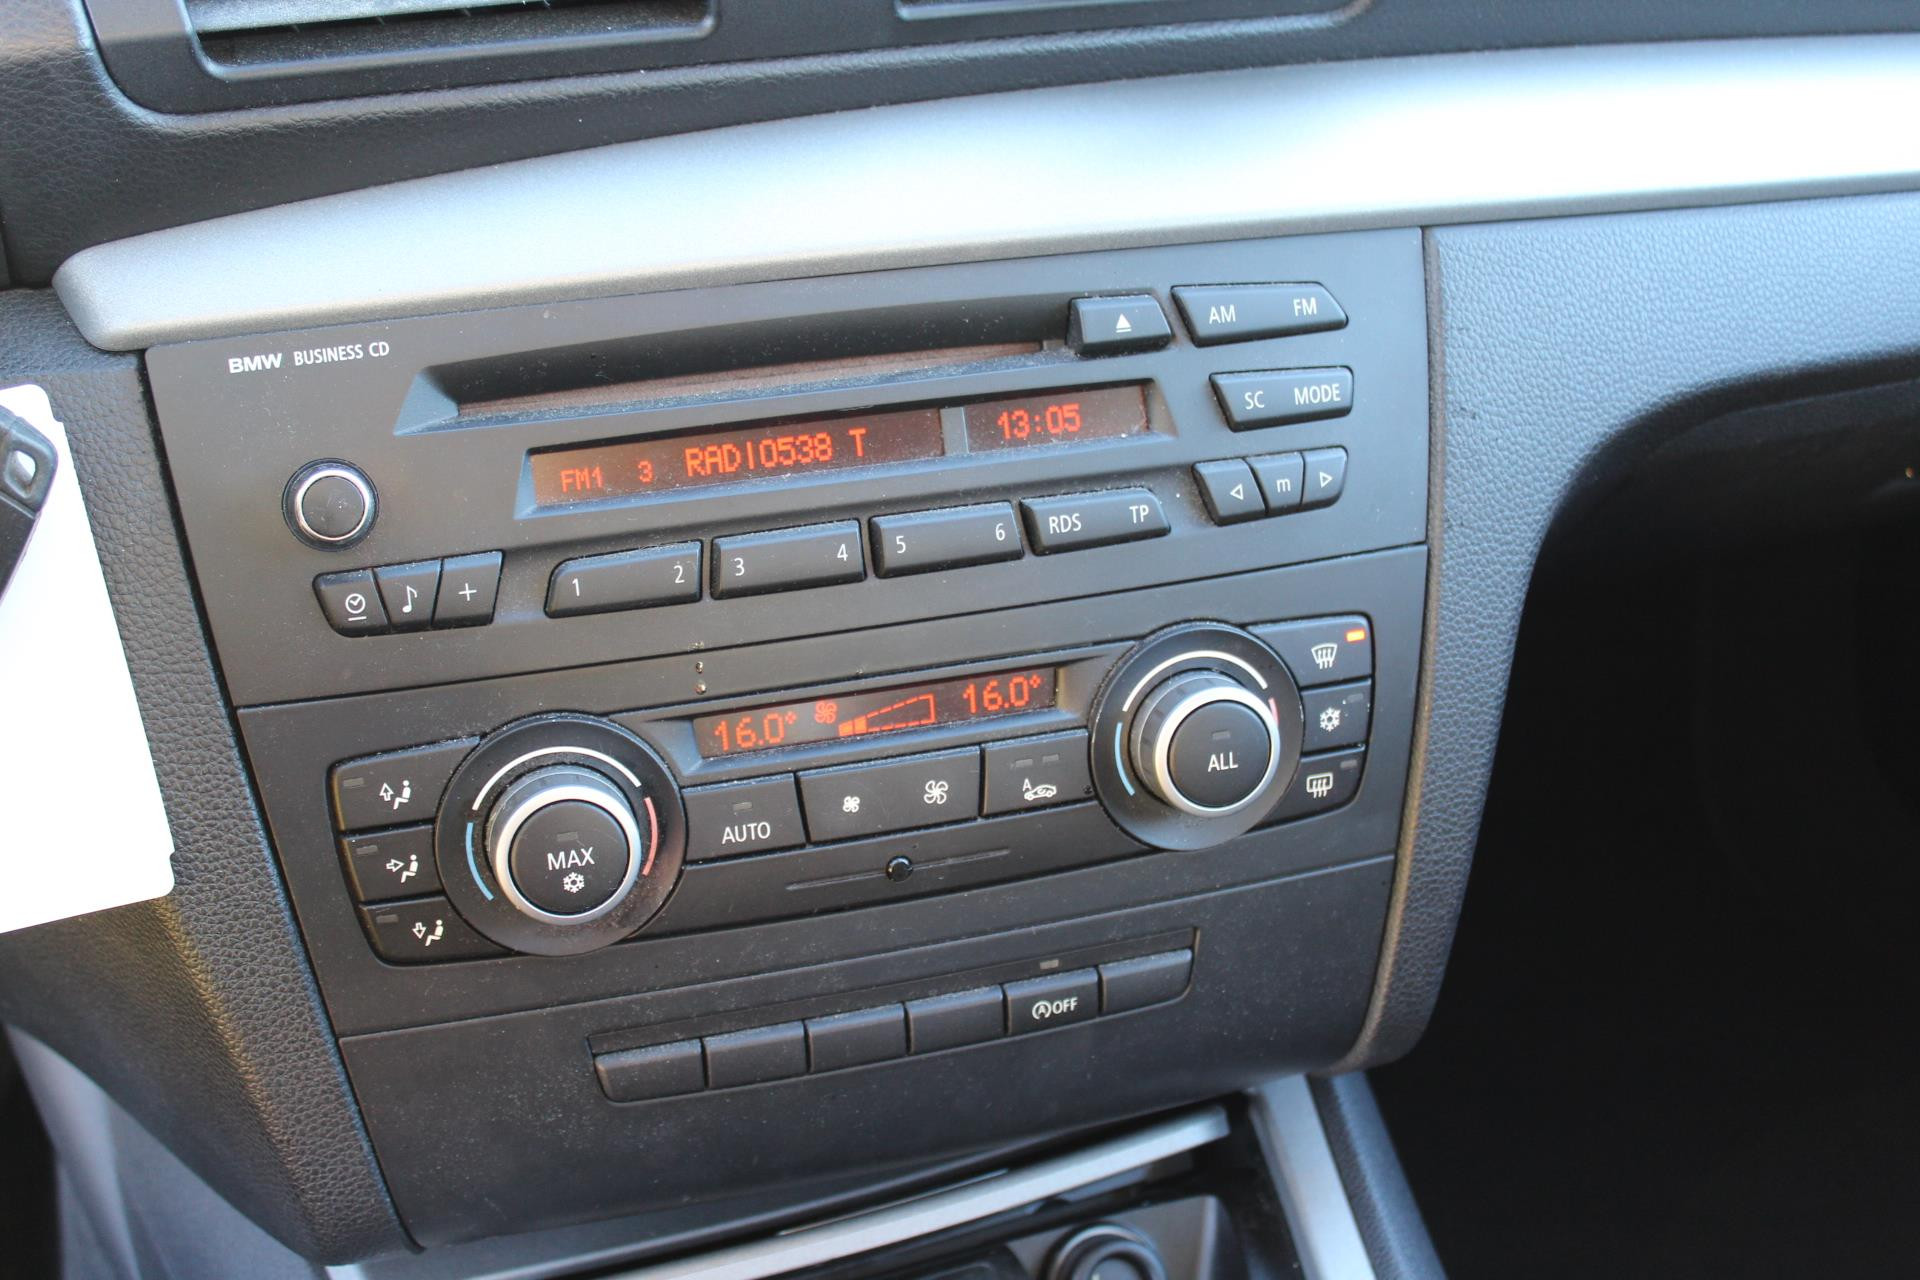 BMW BUSINESS CD
AM FM
SC MODE
FM1 3 RADIO538 T 13:05
m
RDS TP
1 2 3 4 5 6
+
16.0° 16.0°
MAX
AUTO
A
ALL
A OFF